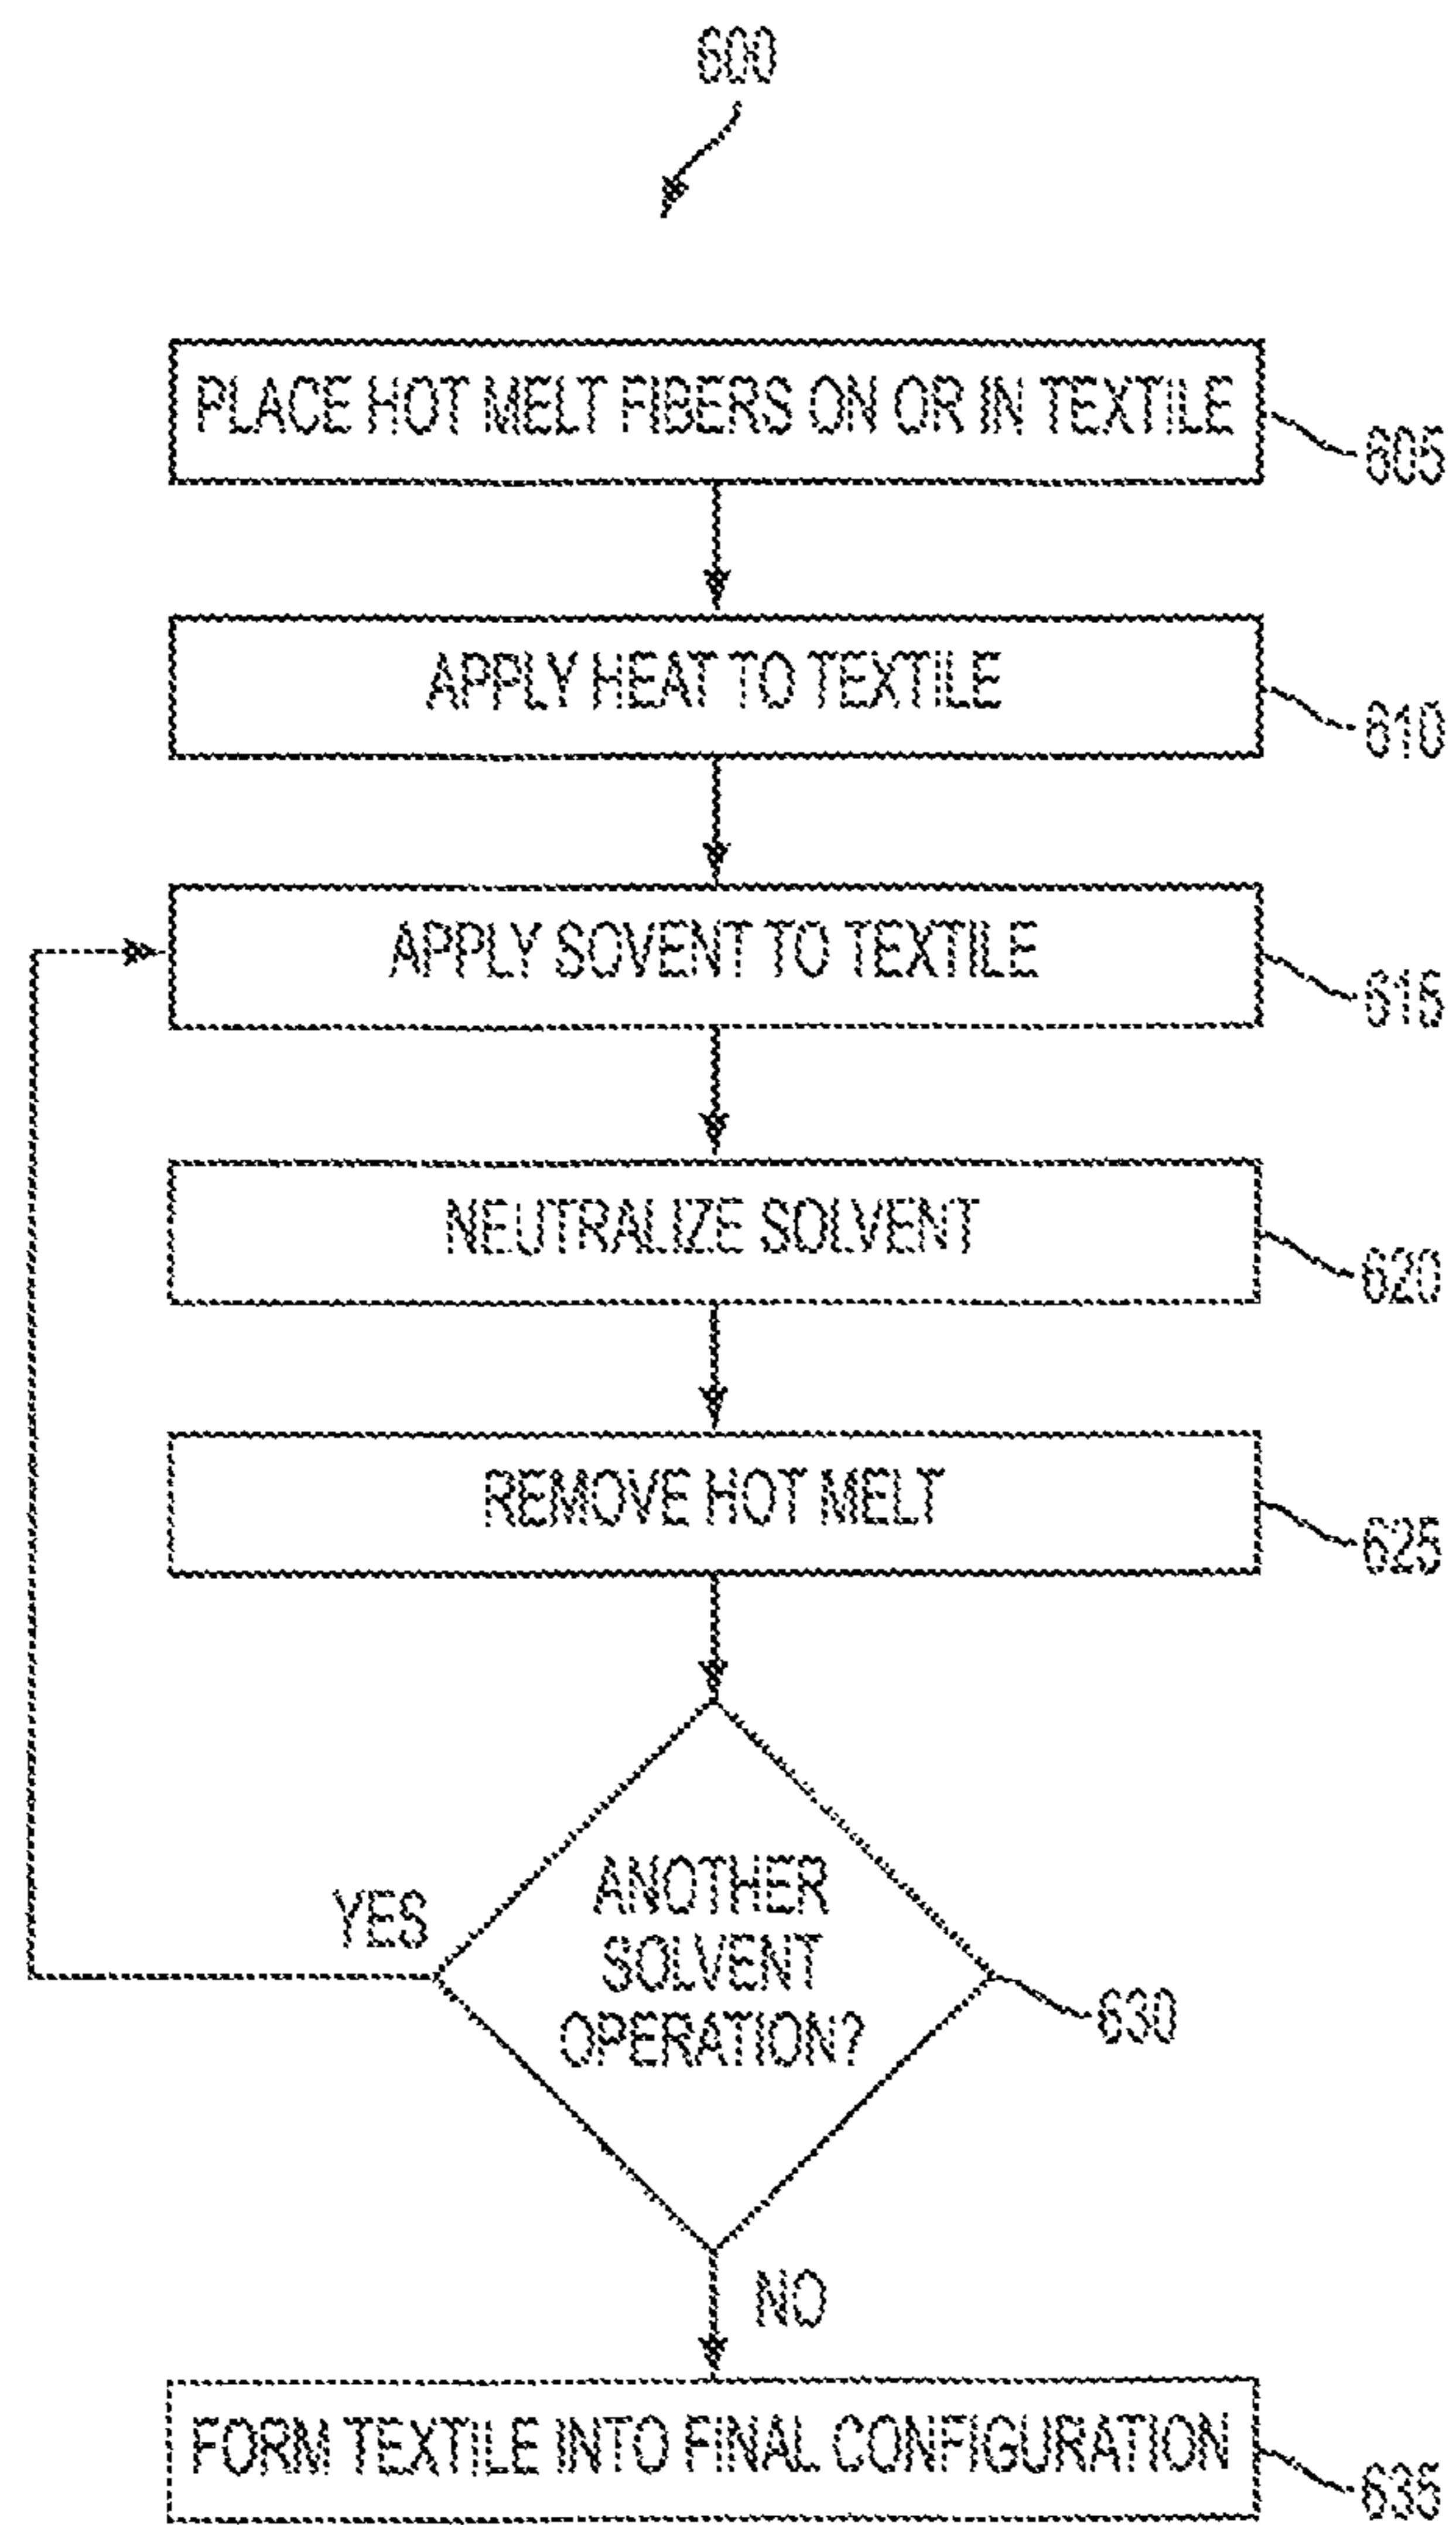 600
PLACE HOT MELT FIBERS ON OR IN TEXTILE
605
APPLY HEAT TO TEXTILE
610
APPLY SOVENT TO TEXTILE
615
NEUTRALIZE SOLVENT
620
REMOVE HOT MELT
625
ANOTHER
SOLVENT
OPERATION?
YES
630
NO
FORM TEXTILE INTO FINAL CONFIGURATION
635